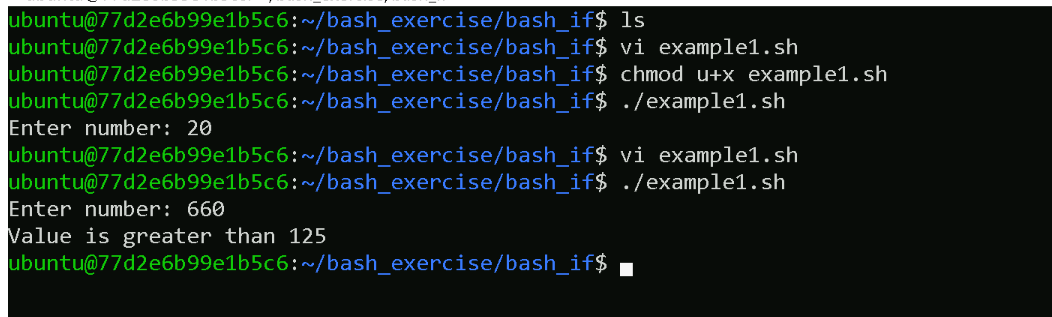 ubuntu@77d2e6b99e1b5c6:~/bash_exercise/bash_if$ ls
ubuntu@77d2e6b99e1b5c6:~/bash_exercise/bash_if$ vi example1.sh
ubuntu@77d2e6b99e1b5c6:~/bash_exercise/bash_if$ chmod u+x example1.sh
ubuntu@77d2e6b99e1b5c6:~/bash_exercise/bash_if$ ./example1.sh
Enter number: 20
ubuntu@77d2e6b99e1b5c6:~/bash_exercise/bash_if$ vi example1.sh
ubuntu@77d2e6b99e1b5c6:~/bash_exercise/bash_if$ ./example1.sh
Enter number: 660
Value is greater than 125
ubuntu@77d2e6b99e1b5c6:~/bash_exercise/bash_if$